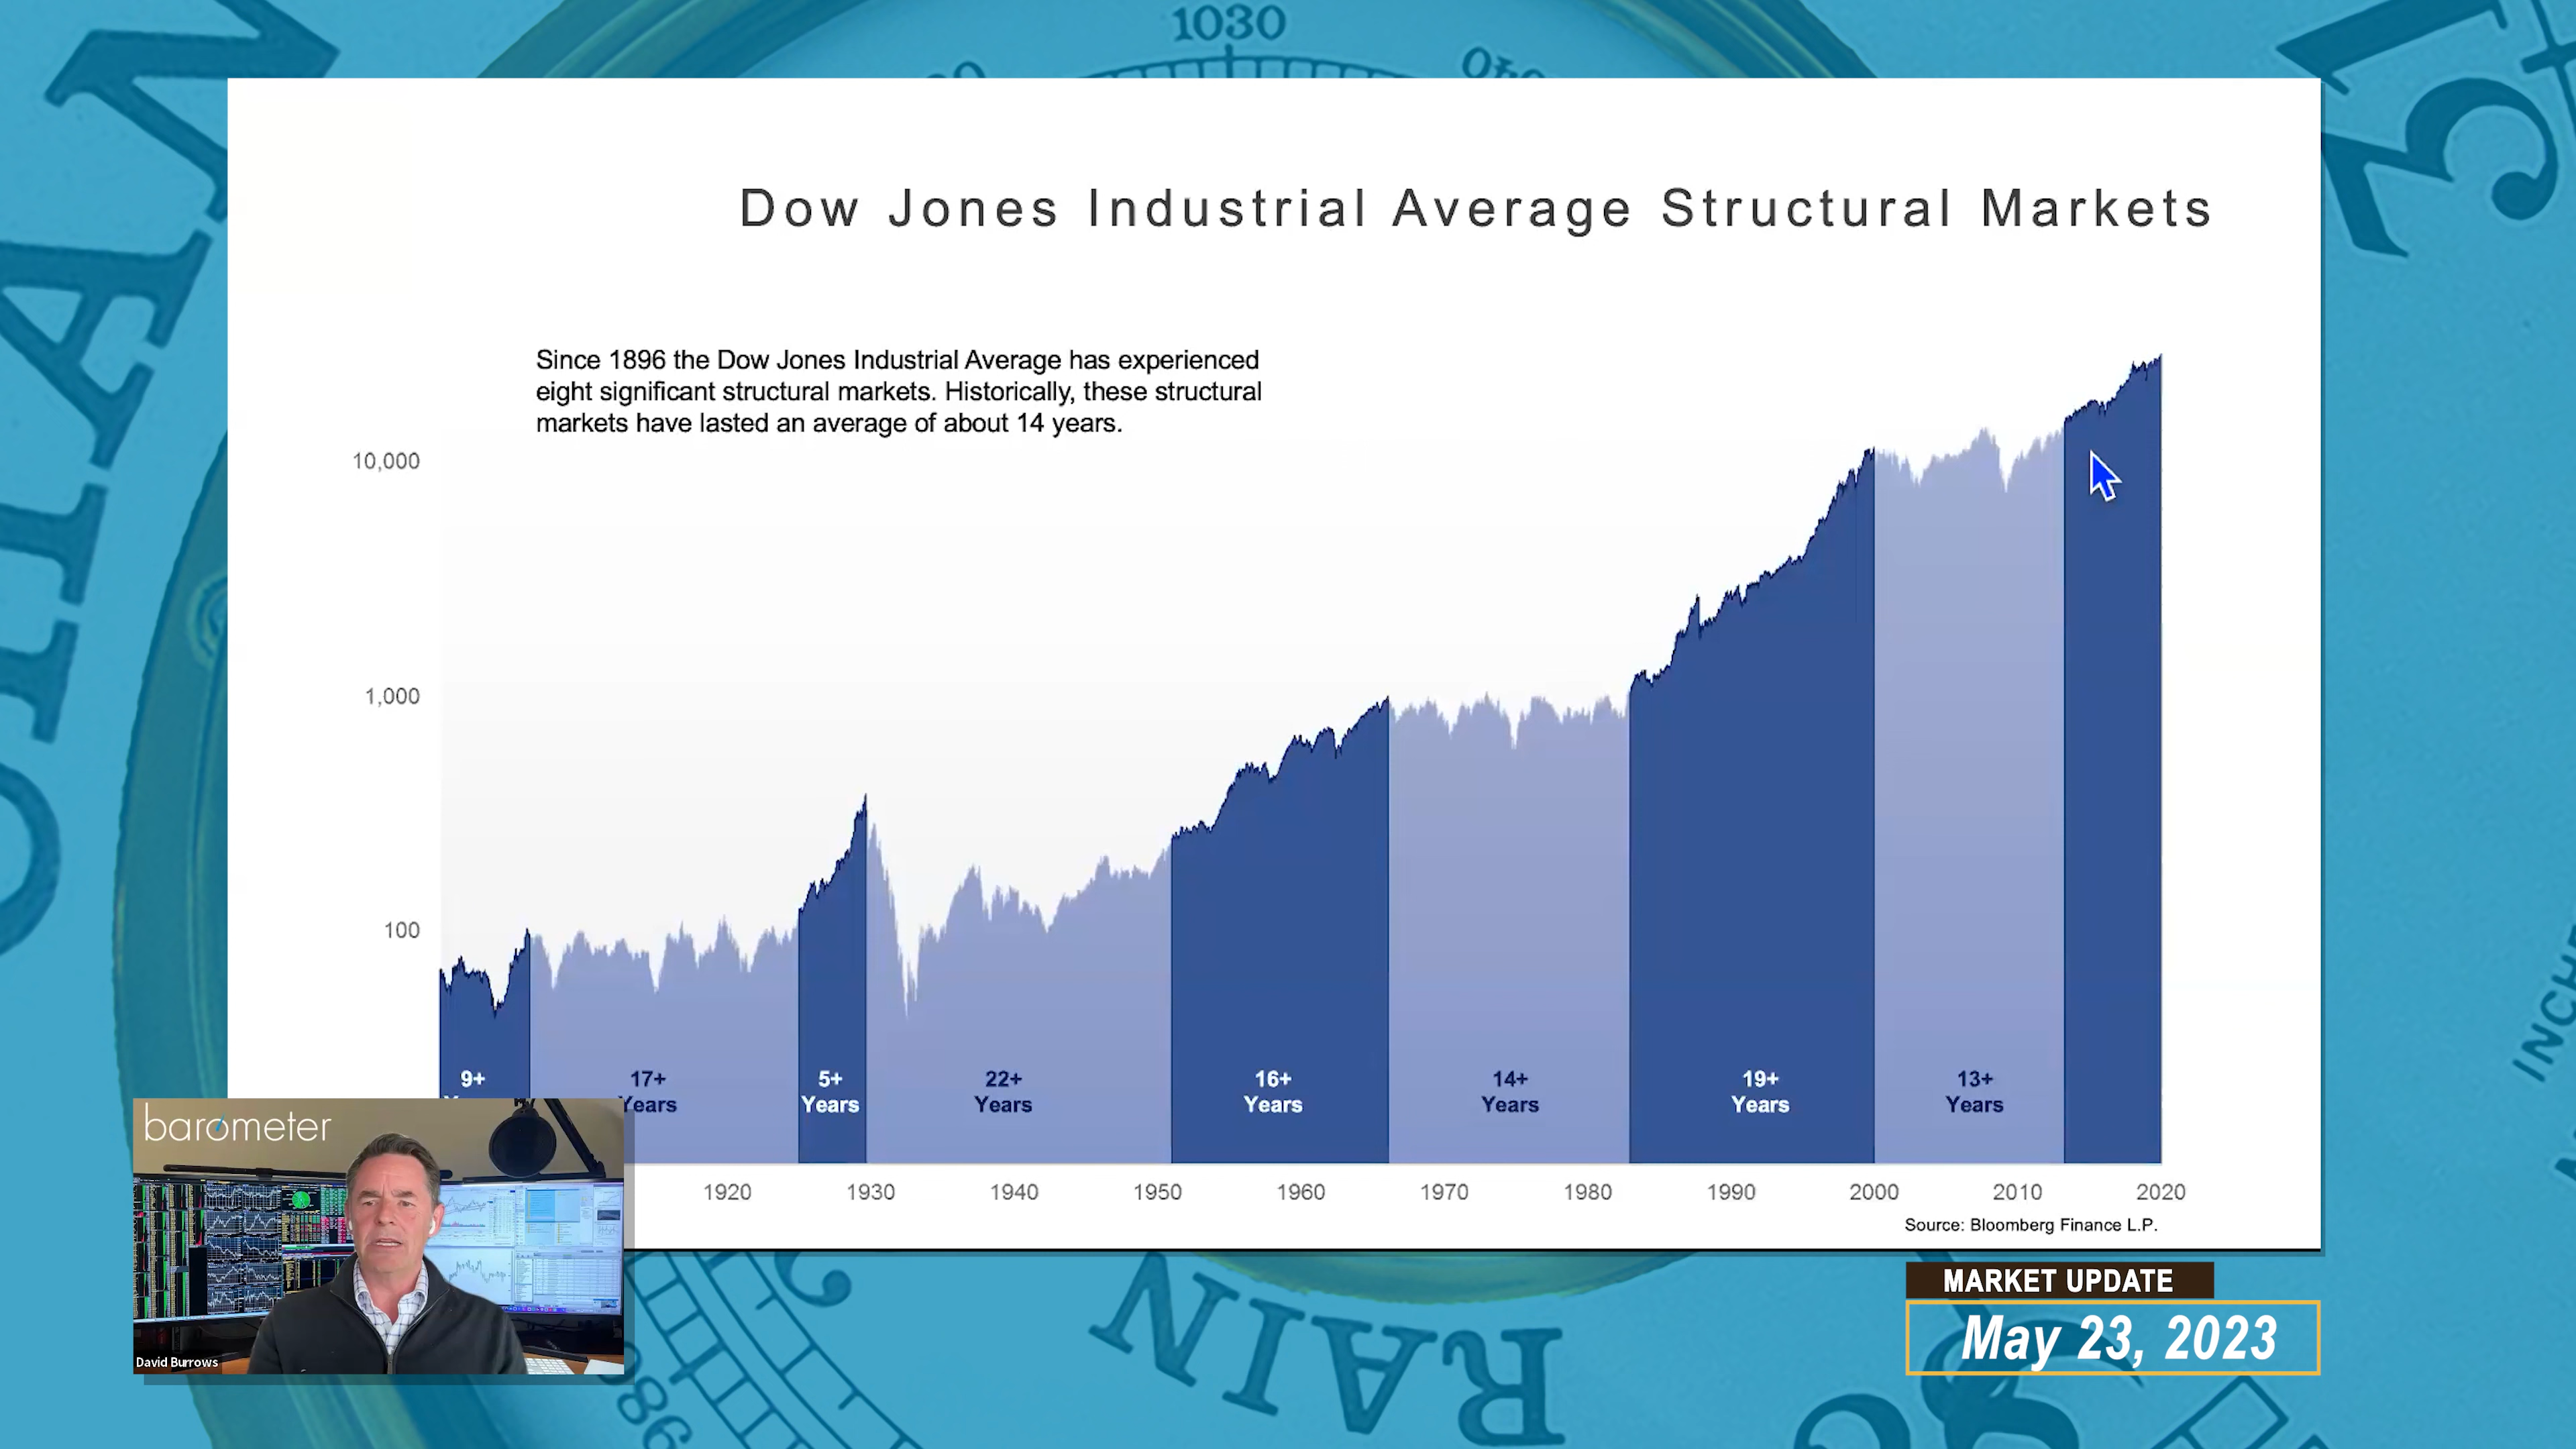 1030
Dow Jones Industrial Average Structural Markets
Since 1896 the Dow Jones Industrial Average has experienced
eight significant structural markets. Historically, these structural
markets have lasted an average of about 14 years.
10,000
1,000
100
9+
17+
Years
5+
Years
22+
Years
16+
Years
14+
Years
19+
Years
13+
Years
1920
1930
1940
1950
1960
1970
1980
1990
2000
2010
2020
Source: Bloomberg Finance L.P.
barometer
David Burrows
RAIN
MARKET UPDATE
May 23, 2023